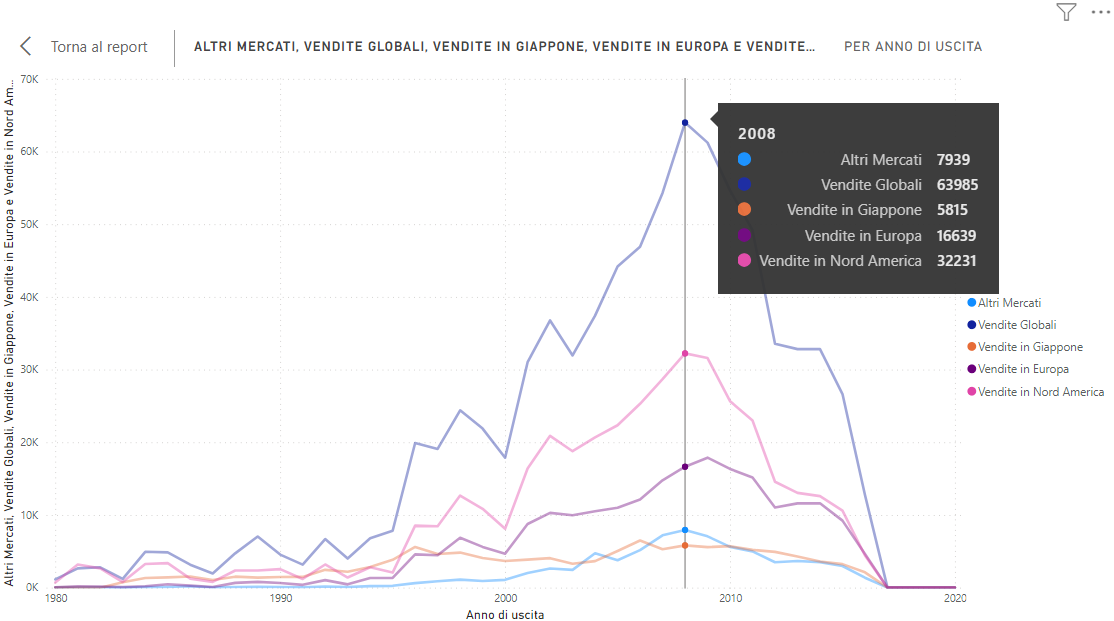 Torna al report
ALTRI MERCATI, VENDITE GLOBALI, VENDITE IN GIAPPONE, VENDITE IN EUROPA E VENDITE... PER ANNO DI USCITA
Altri Mercati, Vendite Globali, Vendite in Giappone, Vendite in Europa e Vendite in Nord Am...
70K
60K
50K
40K
30K
20K
10K
0K
1980
1990
2000
2010
2020
Anno di uscita
2008
Altri Mercati 7939
Vendite Globali 63985
Vendite in Giappone 5815
Vendite in Europa 16639
Vendite in Nord America 32231
Altri Mercati
Vendite Globali
Vendite in Giappone
Vendite in Europa
Vendite in Nord America